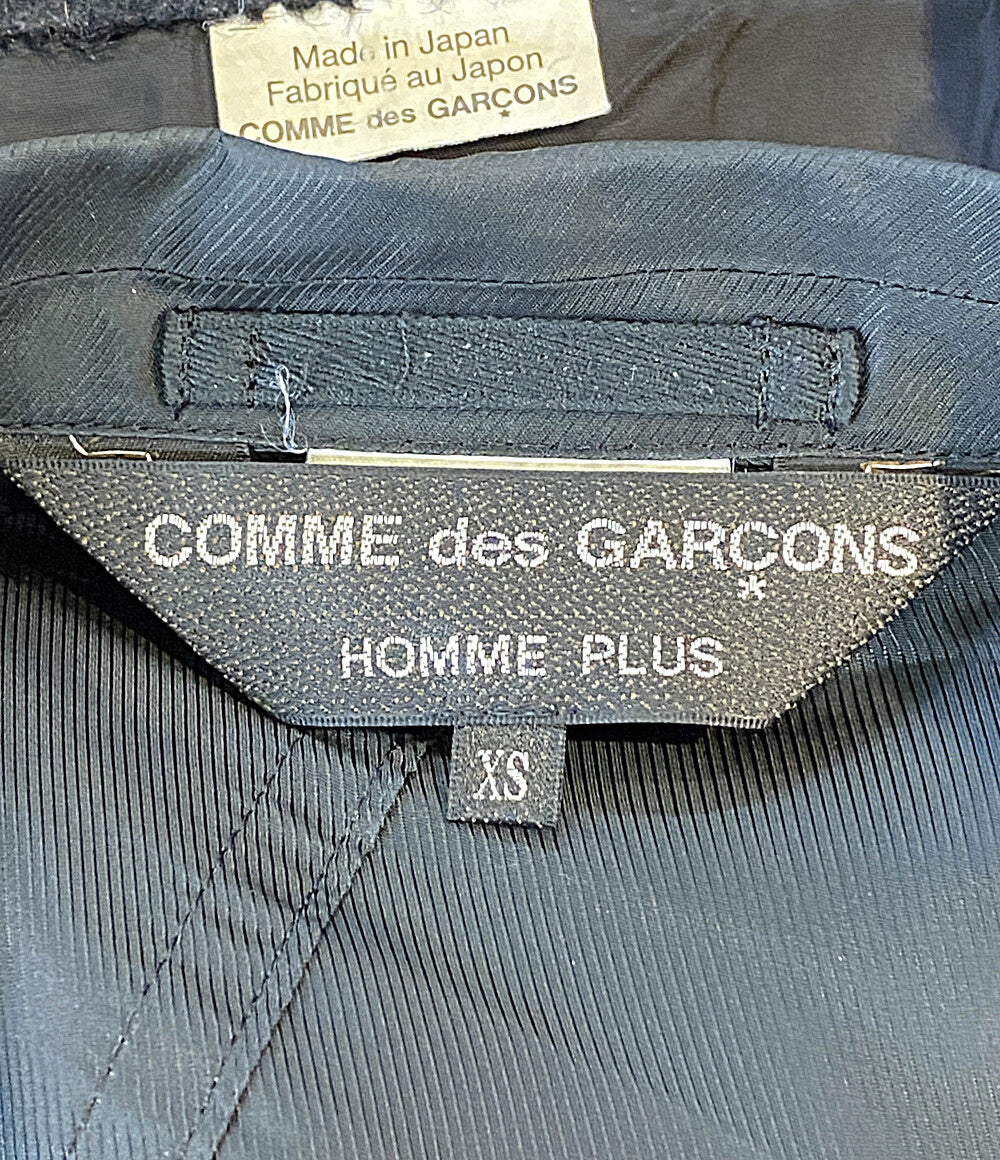 Made in Japan
Fabriqué au Japon
COMME des GARÇONS
COMME des GARÇONS
HOMME PLUS
XS